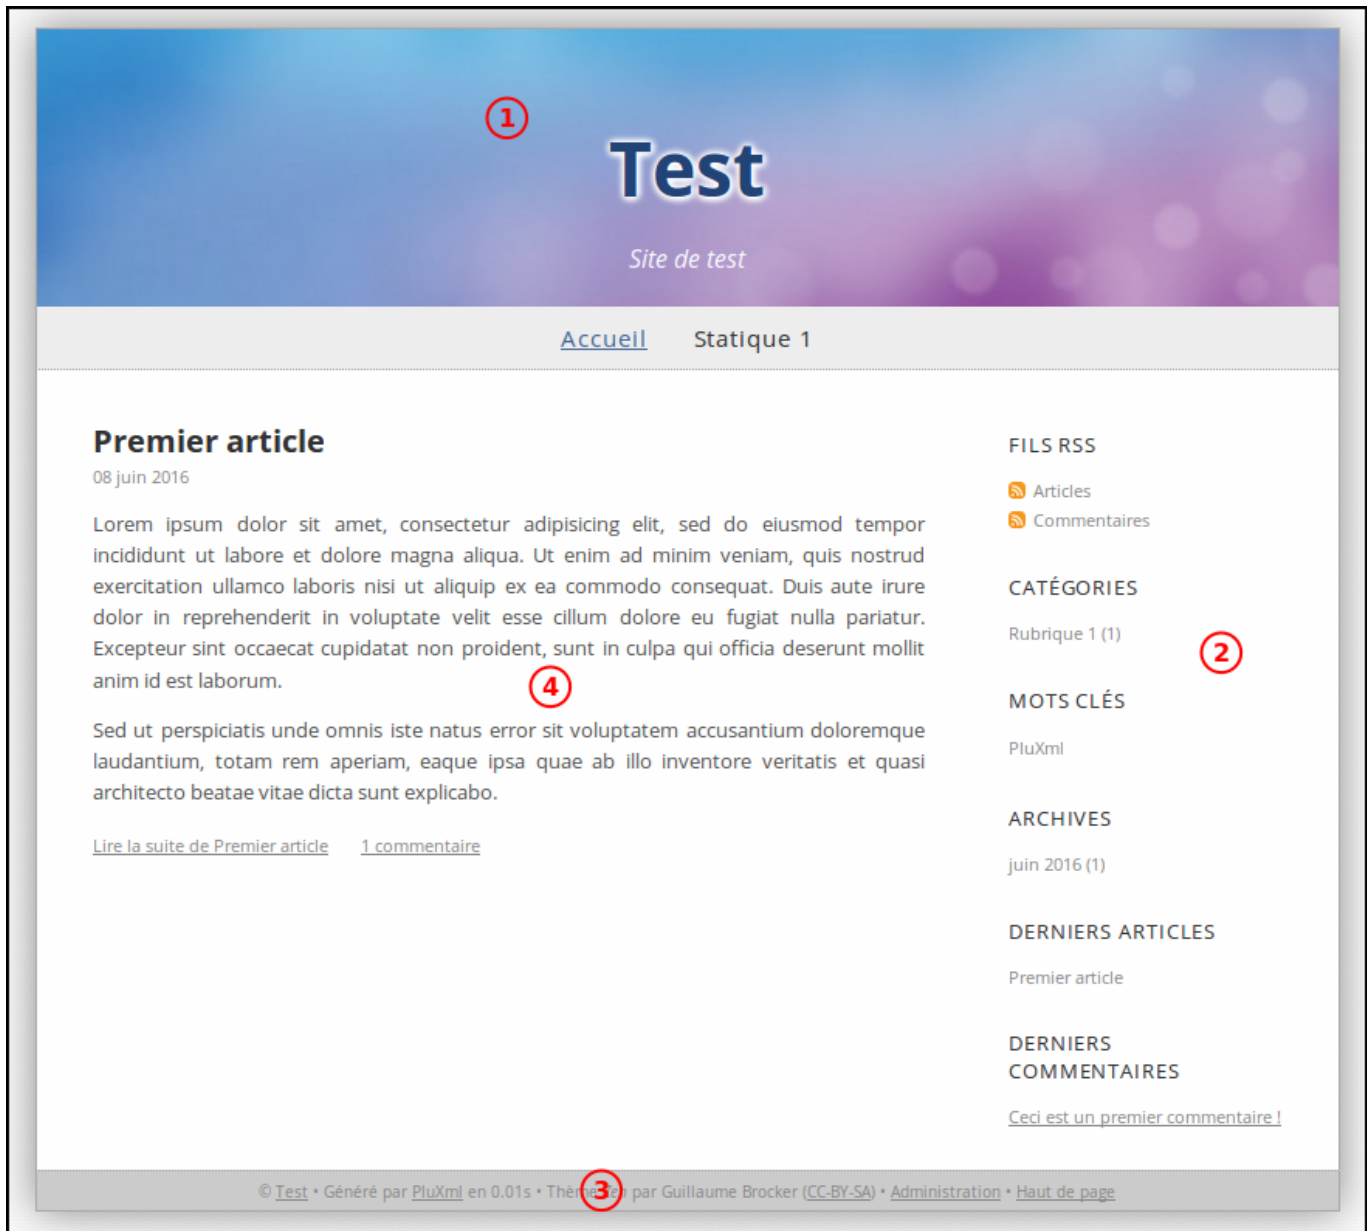 1
Test
Site de test
Accueil Statique 1
Premier article
08 juin 2016
Lorem ipsum dolor sit amet, consectetur adipisicing elit, sed do eiusmod tempor
incididunt ut labore et dolore magna aliqua. Ut enim ad minim veniam, quis nostrud
exercitation ullamco laboris nisi ut aliquip ex ea commodo consequat. Duis aute irure
dolor in reprehenderit in voluptate velit esse cillum dolore eu fugiat nulla pariatur.
Excepteur sint occaecat cupidatat non proident, sunt in culpa qui officia deserunt mollit
anim id est laborum.
4
Sed ut perspiciatis unde omnis iste natus error sit voluptatem accusantium doloremque
laudantium, totam rem aperiam, eaque ipsa quae ab illo inventore veritatis et quasi
architecto beatae vitae dicta sunt explicabo.
Lire la suite de Premier article 1 commentaire
FILS RSS
Articles
Commentaires
CATÉGORIES
Rubrique 1 (1)
2
MOTS CLÉS
PluXml
ARCHIVES
juin 2016 (1)
DERNIERS ARTICLES
Premier article
DERNIERS
COMMENTAIRES
Ceci est un premier commentaire !
© Test • Généré par PluXml en 0.01s • Thème par Guillaume Brocker (CC-BY-SA) • Administration • Haut de page
3